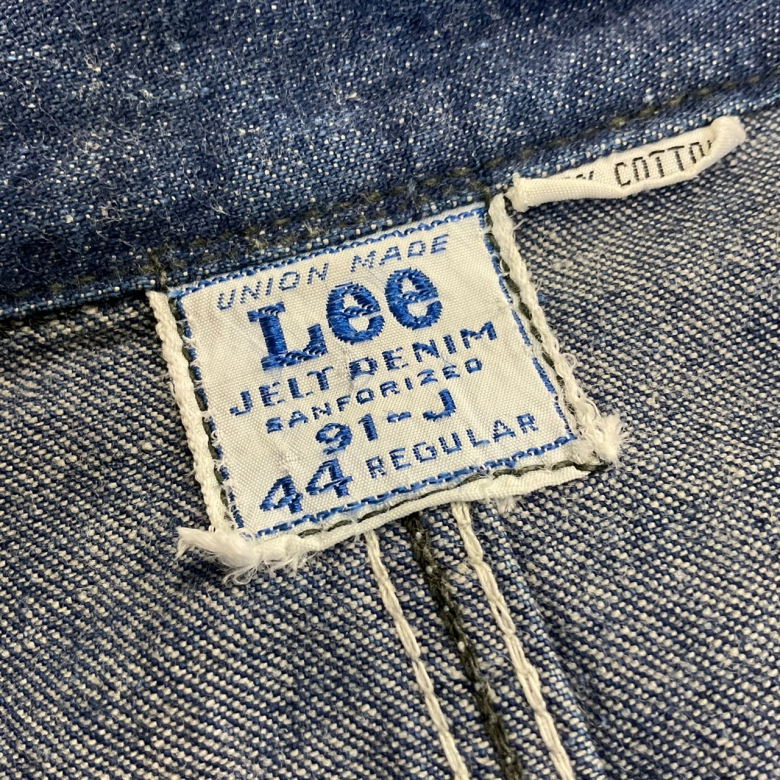 UNION MADE
Lee
JELT DENIM
SANFORIZED
91-J
44 REGULAR
COTTON